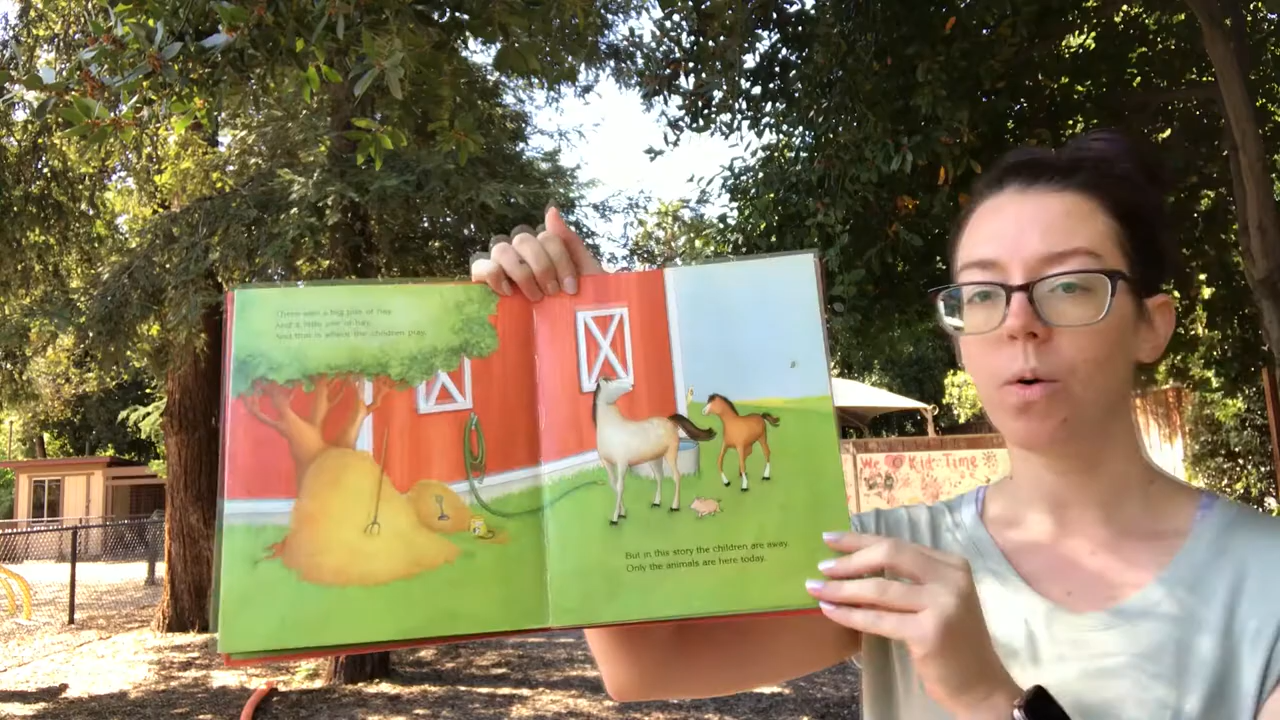 There was a big pile of hay
And a little pile of hay,
And that is where the children play.
But in this story the children are away.
Only the animals are here today.
We Kids Time